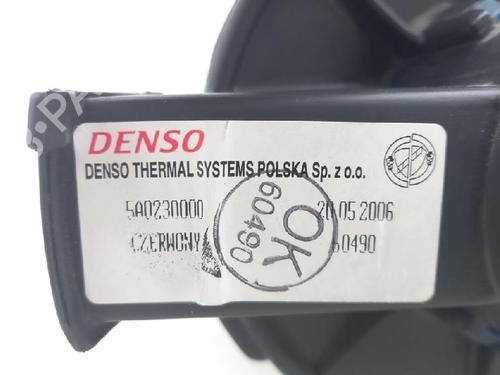 DENSO
DENSO THERMAL SYSTEMS POLSKA Sp. z o.o.
5A0230000 20 05 2006
CZERWONY 60490
OK
60490